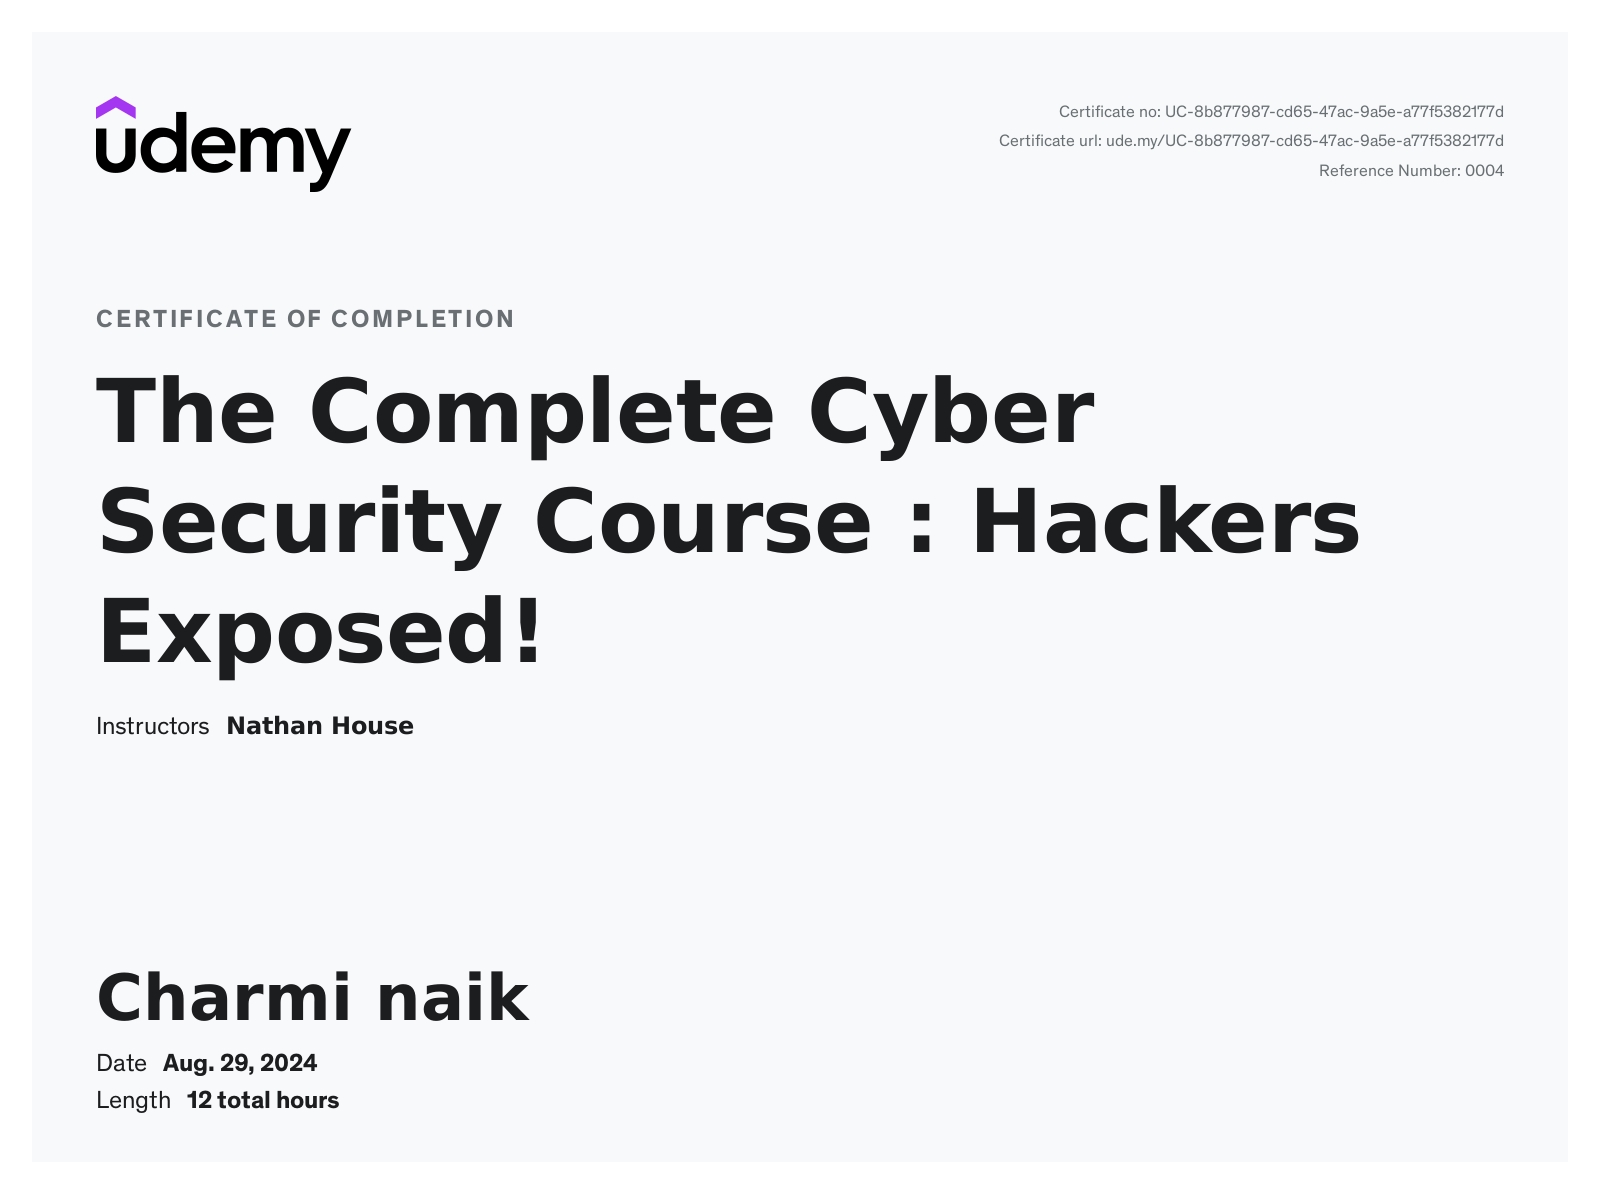 udemy
Certificate no: UC-8b877987-cd65-47ac-9a5e-a77f5382177d
Certificate url: ude.my/UC-8b877987-cd65-47ac-9a5e-a77f5382177d
Reference Number: 0004
CERTIFICATE OF COMPLETION
The Complete Cyber
Security Course : Hackers
Exposed!
Instructors Nathan House
Charmi naik
Date Aug. 29, 2024
Length 12 total hours